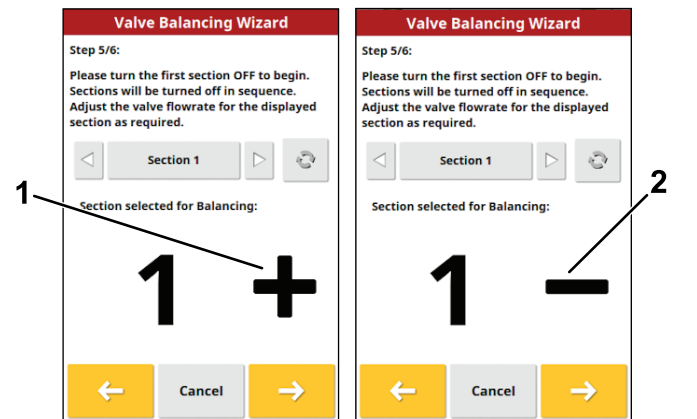 Valve Balancing Wizard
Step 5/6:
Please turn the first section OFF to begin.
Sections will be turned off in sequence.
Adjust the valve flowrate for the displayed
section as required.
Section 1
Section selected for Balancing:
1 +
Cancel
1
Valve Balancing Wizard
Step 5/6:
Please turn the first section OFF to begin.
Sections will be turned off in sequence.
Adjust the valve flowrate for the displayed
section as required.
Section 1
Section selected for Balancing:
1 −
Cancel
2